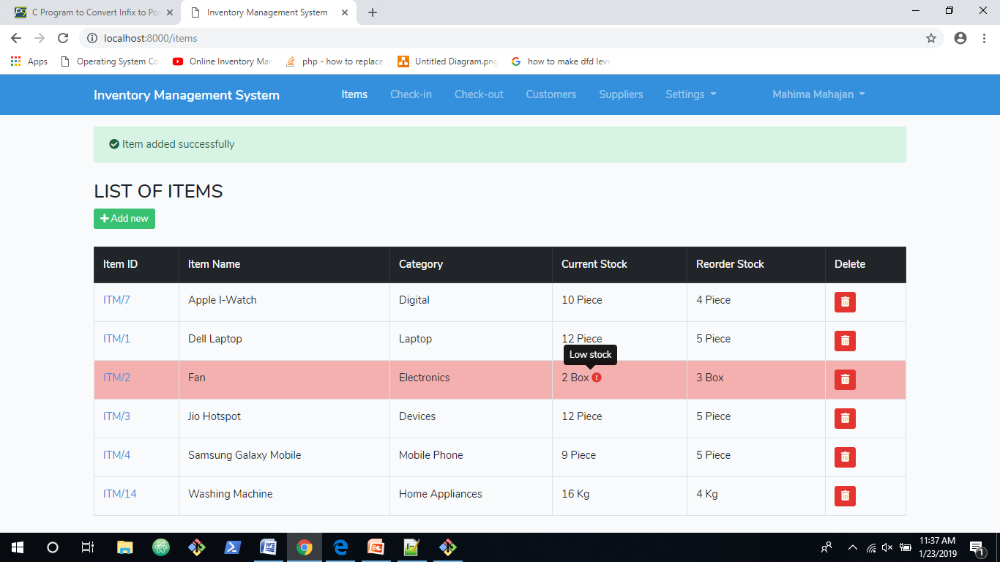 C Program to Convert Infix to Po
Inventory Management System
localhost:8000/items
Apps
Operating System Co
Online Inventory Man
php - how to replace
Untitled Diagram.png
how to make dfd leve
Inventory Management System
Items
Check-in
Check-out
Customers
Suppliers
Settings
Mahima Mahajan
Item added successfully
LIST OF ITEMS
Add new
Item ID Item Name Category Current Stock Reorder Stock Delete
ITM/7 Apple I-Watch Digital 10 Piece 4 Piece
ITM/1 Dell Laptop Laptop 12 Piece 5 Piece
Low stock
ITM/2 Fan Electronics 2 Box 3 Box
ITM/3 Jio Hotspot Devices 12 Piece 5 Piece
ITM/4 Samsung Galaxy Mobile Mobile Phone 9 Piece 5 Piece
ITM/14 Washing Machine Home Appliances 16 Kg 4 Kg
11:37 AM
1/23/2019
1